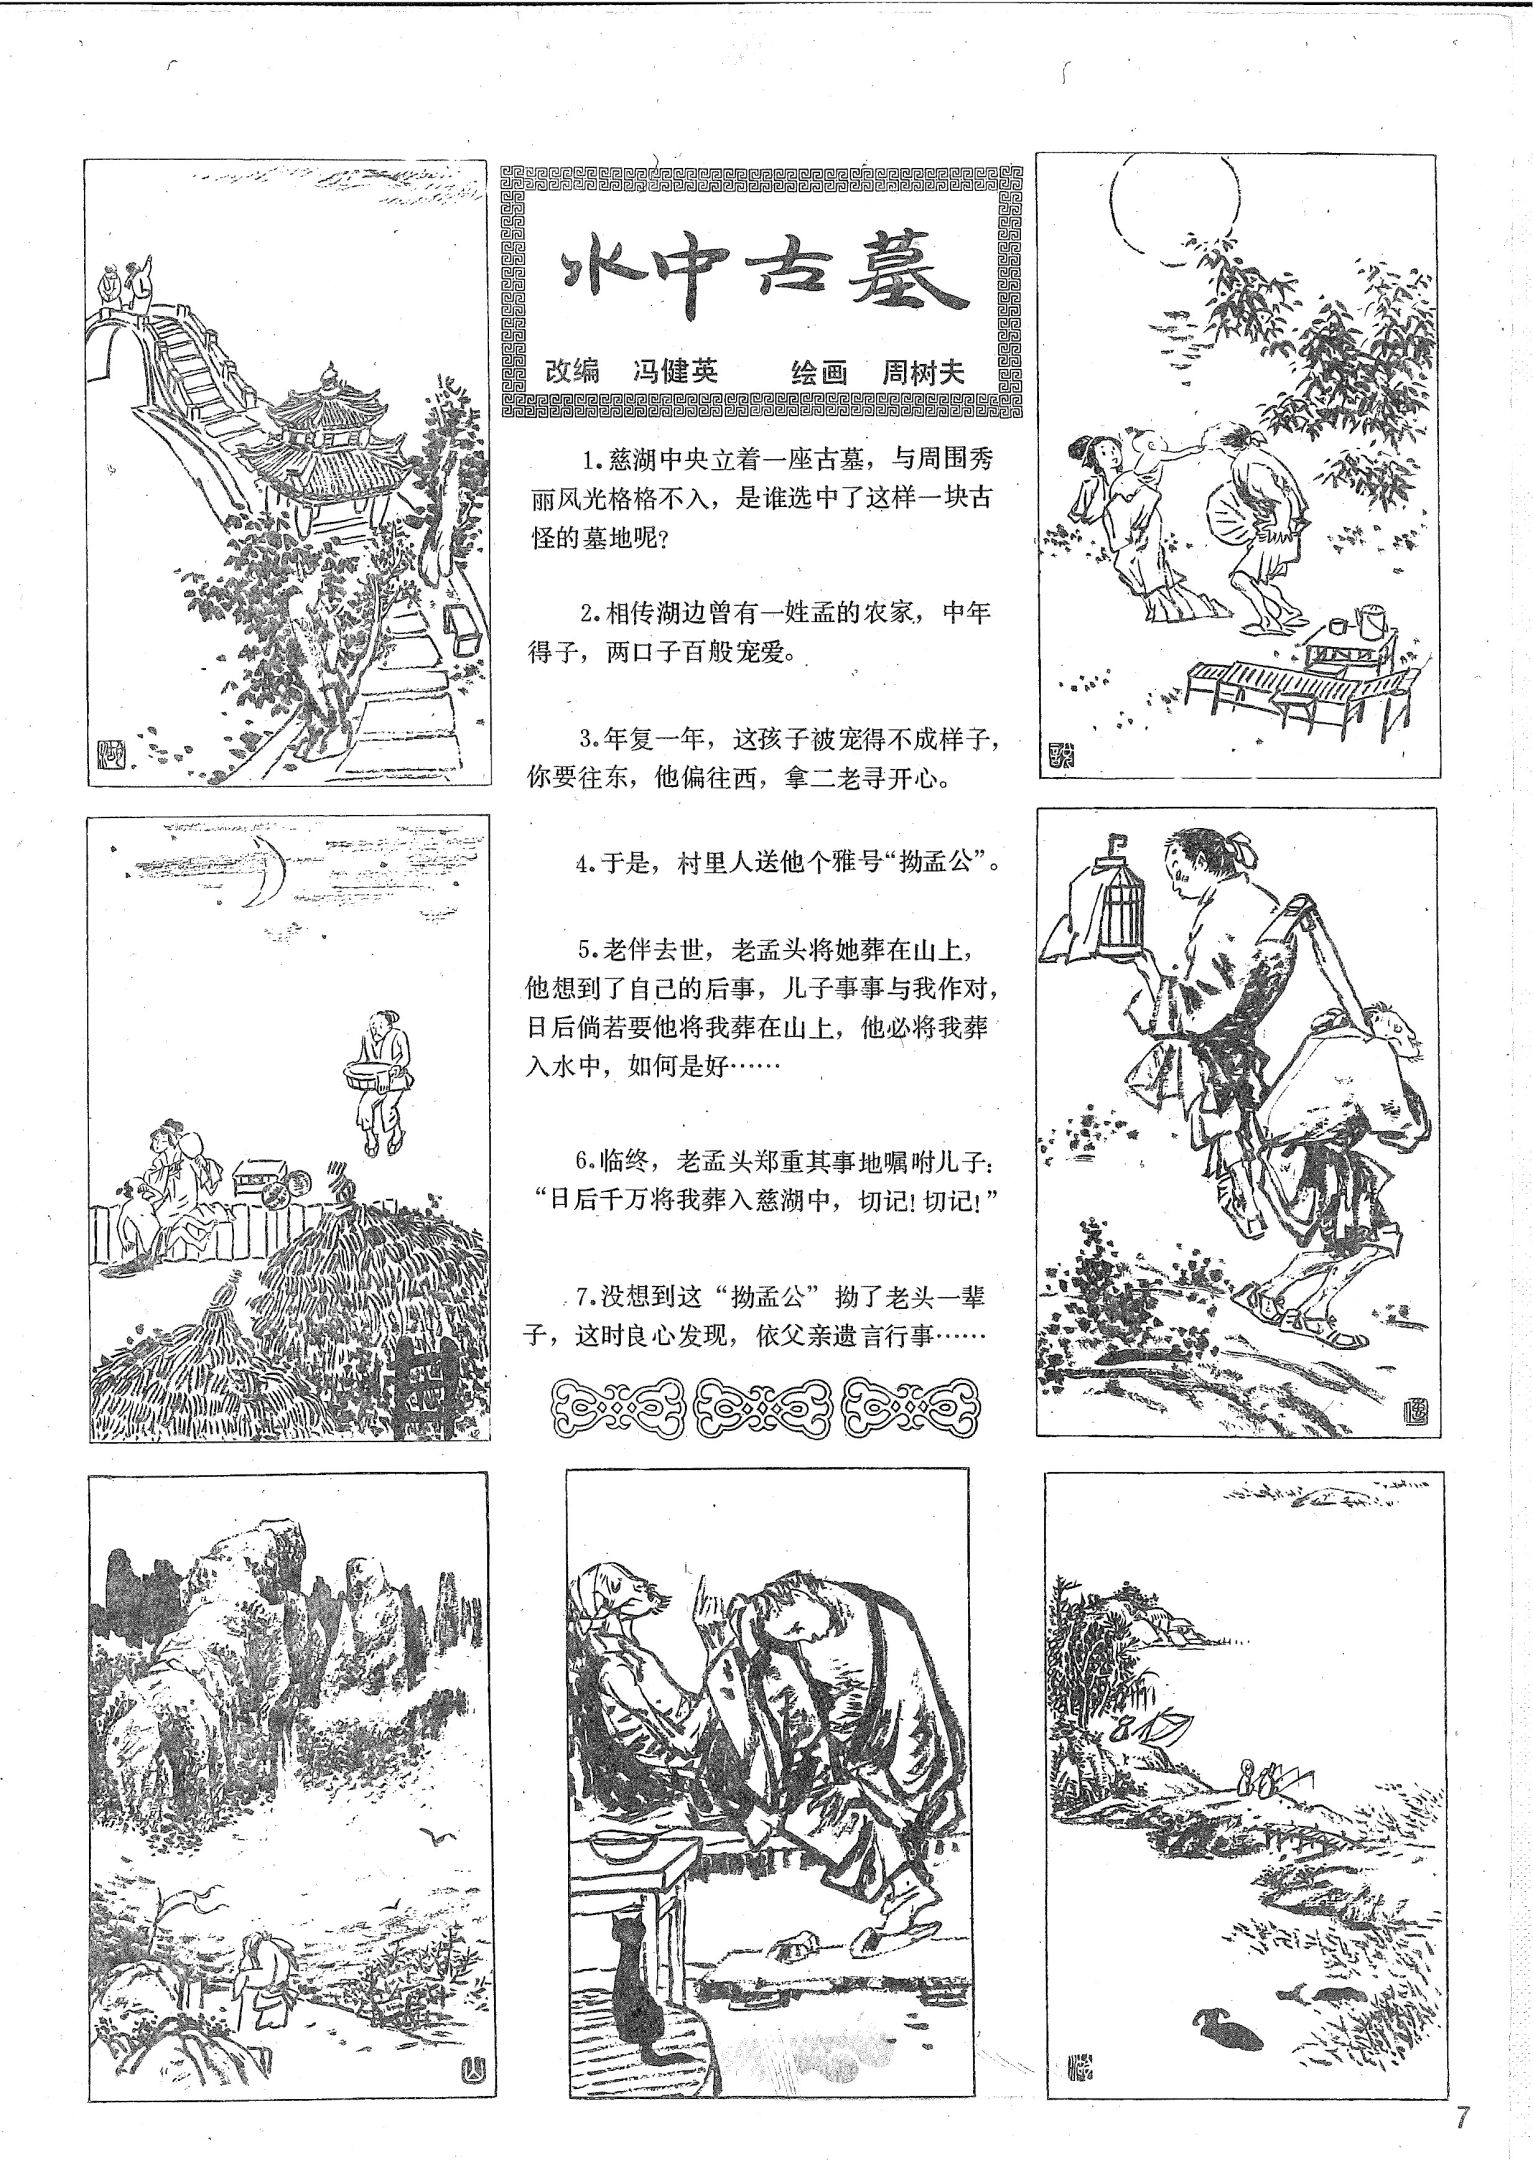 水中古墓
改编 冯健英 绘画 周树夫
1.慈湖中央立着一座古墓，与周围秀
丽风光格格不入，是谁选中了这样一块古
怪的墓地呢?
2.相传湖边曾有一姓孟的农家，中年
得子，两口子百般宠爱。
3.年复一年，这孩子被宠得不成样子，
你要往东，他偏往西，拿二老寻开心。
4.于是，村里人送他个雅号“拗孟公”。
5.老伴去世，老孟头将她葬在山上，
他想到了自己的后事，儿子事事与我作对，
日后倘若要他将我葬在山上，他必将我葬
入水中，如何是好……
6.临终，老孟头郑重其事地嘱咐儿子：
“日后千万将我葬入慈湖中，切记！切记！”
7.没想到这“拗孟公”拗了老头一辈
子，这时良心发现，依父亲遗言行事……
7